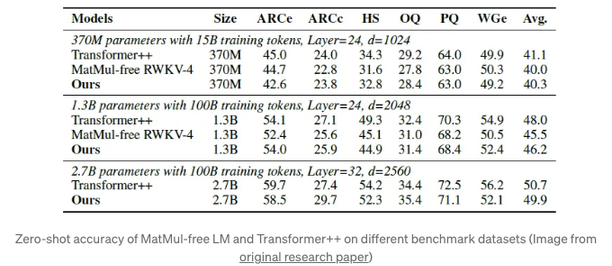 Models Size ARCe ARCc HS OQ PQ WGe Avg.
370M parameters with 15B training tokens, Layer=24, d=1024
Transformer++ 370M 45.0 24.0 34.3 29.2 64.0 49.9 41.1
MatMul-free RWKV-4 370M 44.7 22.8 31.6 27.8 63.0 50.3 40.0
Ours 370M 42.6 23.8 32.8 28.4 63.0 49.2 40.3
1.3B parameters with 100B training tokens, Layer=24, d=2048
Transformer++ 1.3B 54.1 27.1 49.3 32.4 70.3 54.9 48.0
MatMul-free RWKV-4 1.3B 52.4 25.6 45.1 31.0 68.2 50.5 45.5
Ours 1.3B 54.0 25.9 44.9 31.4 68.4 52.4 46.2
2.7B parameters with 100B training tokens, Layer=32, d=2560
Transformer++ 2.7B 59.7 27.4 54.2 34.4 72.5 56.2 50.7
Ours 2.7B 58.5 29.7 52.3 35.4 71.1 52.1 49.9
Zero-shot accuracy of MatMul-free LM and Transformer++ on different benchmark datasets (Image from
original research paper)